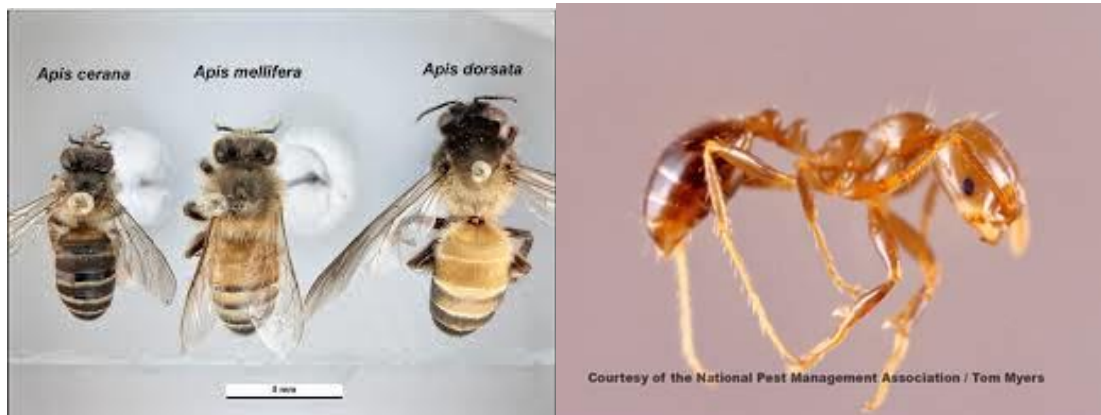 Apis cerana
Apis mellifera
Apis dorsata
Courtesy of the National Pest Management Association / Tom Myers